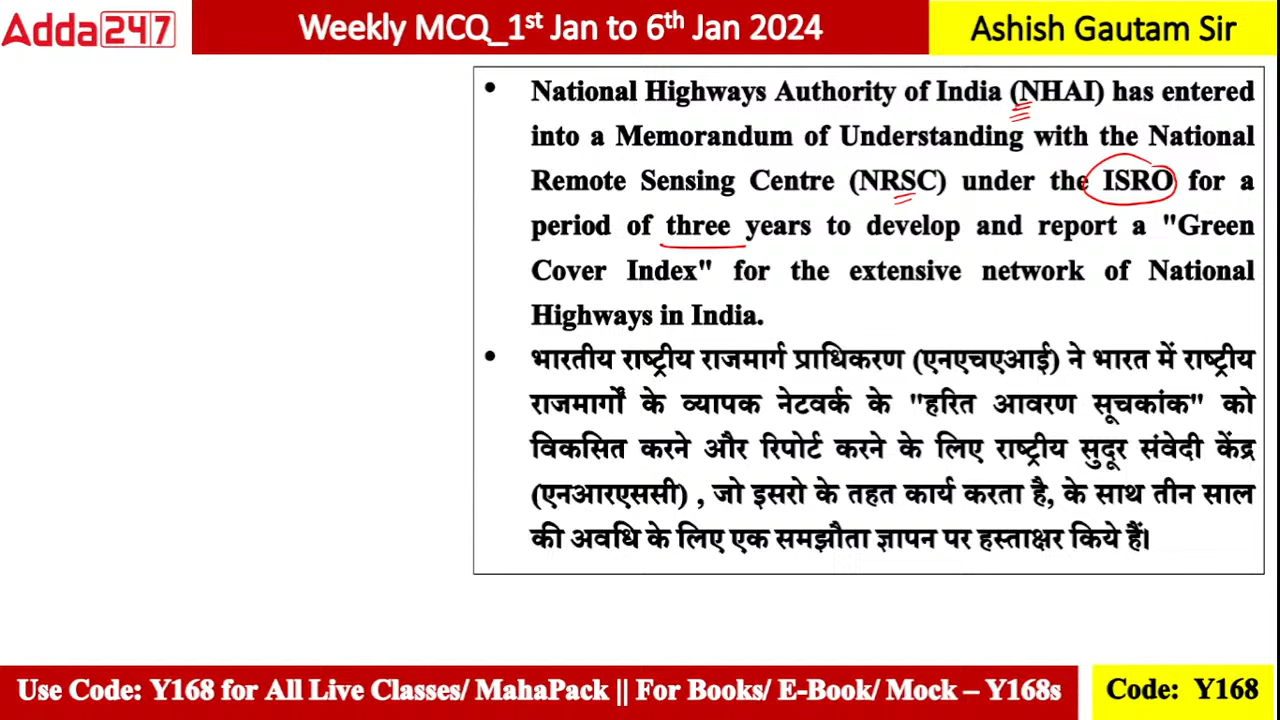 Adda247
Weekly MCQ_1st Jan to 6th Jan 2024
Ashish Gautam Sir
• National Highways Authority of India (NHAI) has entered
into a Memorandum of Understanding with the National
Remote Sensing Centre (NRSC) under the ISRO for a
period of three years to develop and report a "Green
Cover Index" for the extensive network of National
Highways in India.
• भारतीय राष्ट्रीय राजमार्ग प्राधिकरण (एनएचएआई) ने भारत में राष्ट्रीय
राजमार्गों के व्यापक नेटवर्क के "हरित आवरण सूचकांक" को
विकसित करने और रिपोर्ट करने के लिए राष्ट्रीय सुदूर संवेदी केंद्र
(एनआरएससी) , जो इसरो के तहत कार्य करता है, के साथ तीन साल
की अवधि के लिए एक समझौता ज्ञापन पर हस्ताक्षर किये हैं।
Use Code: Y168 for All Live Classes/ MahaPack || For Books/ E-Book/ Mock – Y168s
Code: Y168